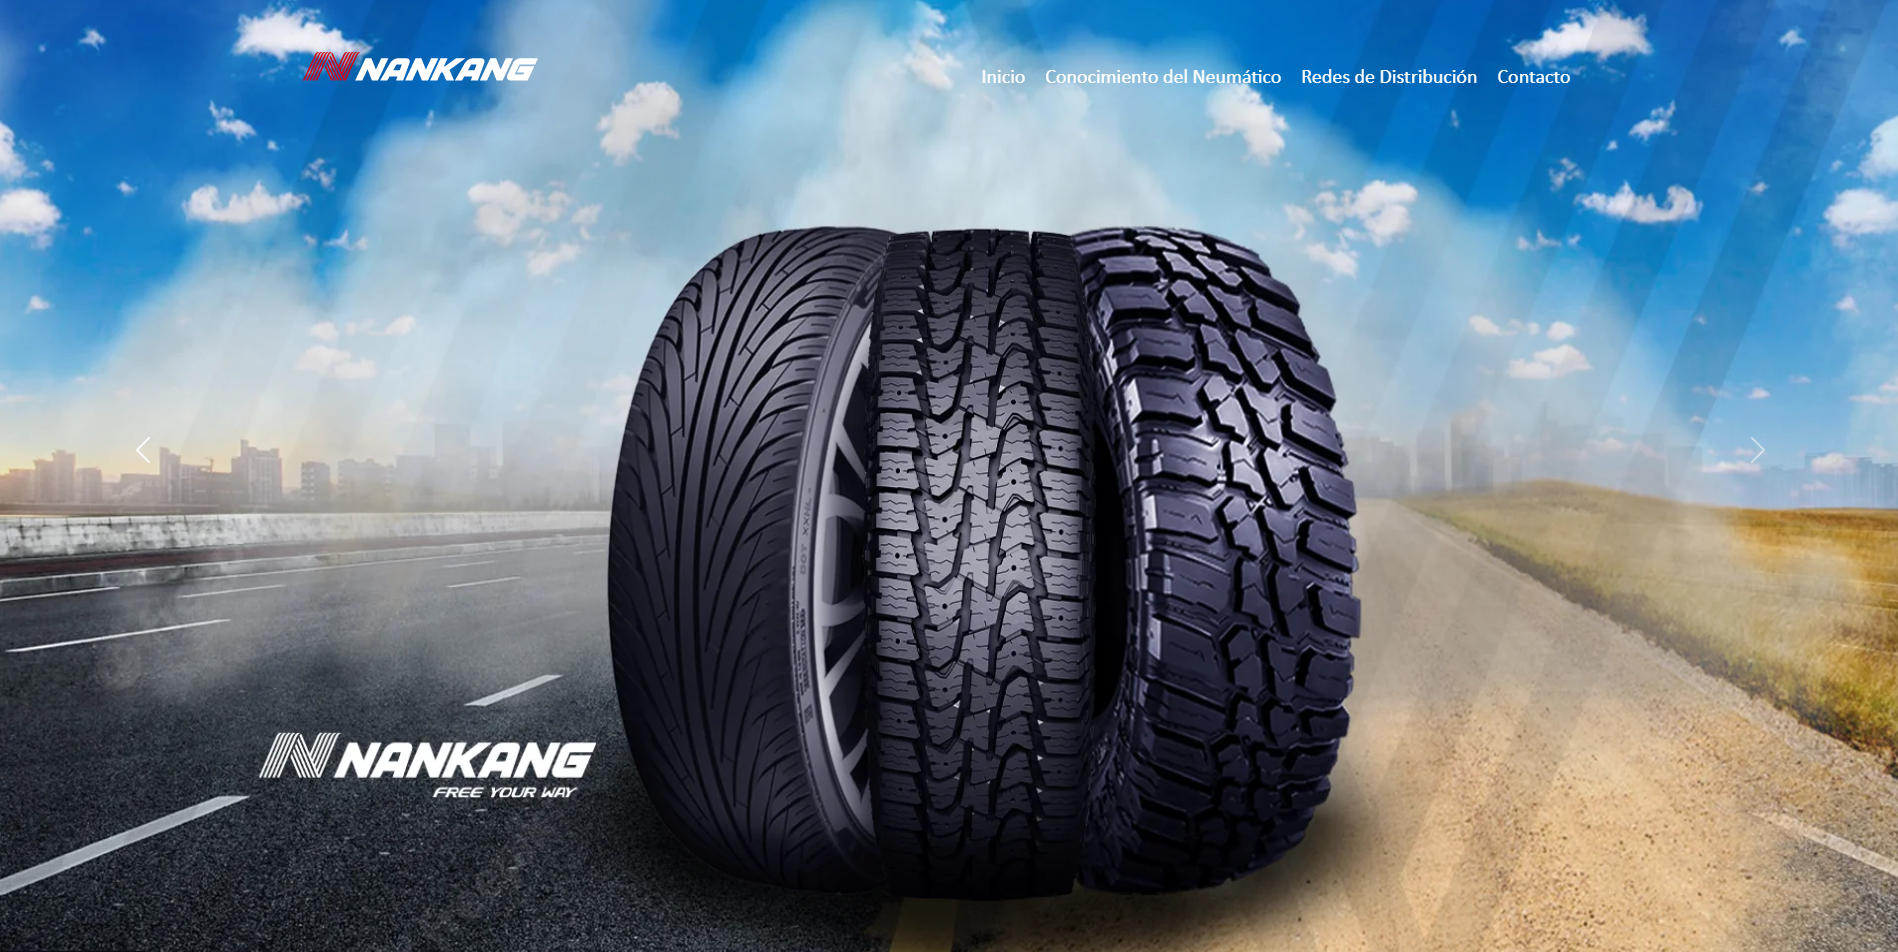 NANKANG
Inicio Conocimiento del Neumático Redes de Distribución Contacto
NANKANG
FREE YOUR WAY